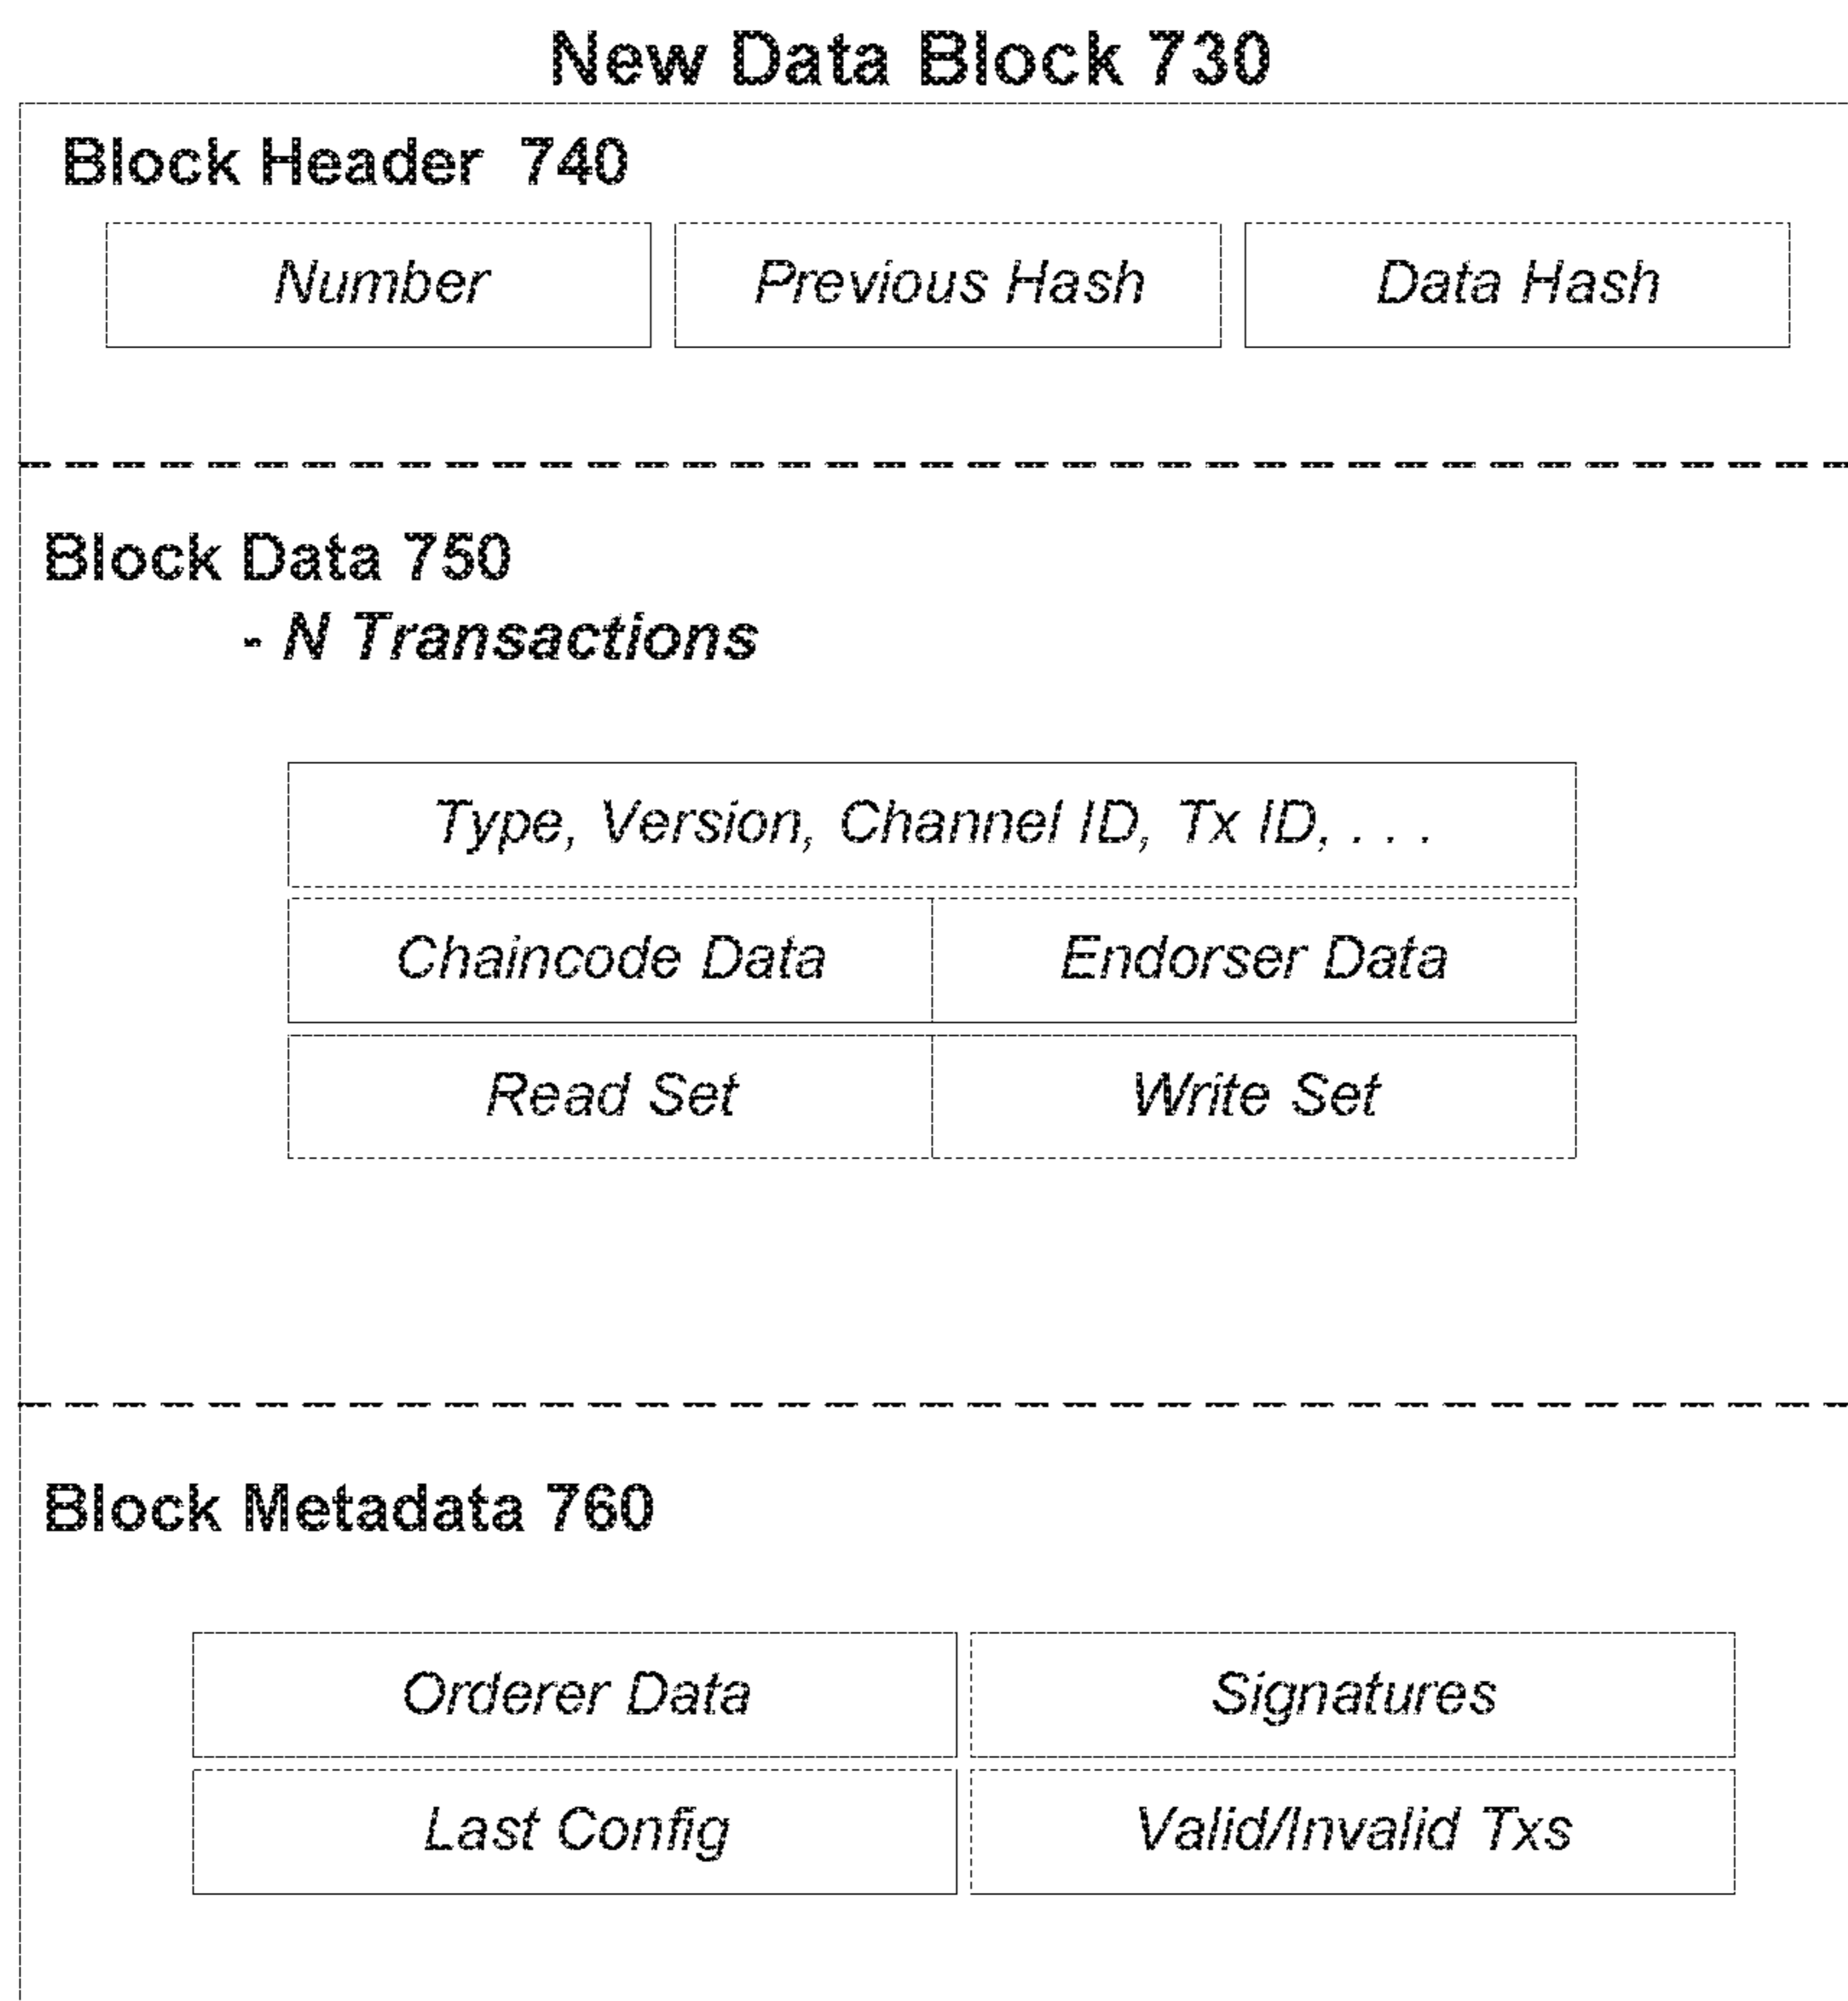 New Data Block 730
Block Header 740
Number Previous Hash Data Hash
Block Data 750
- N Transactions
Type, Version, Channel ID, Tx ID, . . .
Chaincode Data Endorser Data
Read Set Write Set
Block Metadata 760
Orderer Data Signatures
Last Config Valid/Invalid Txs